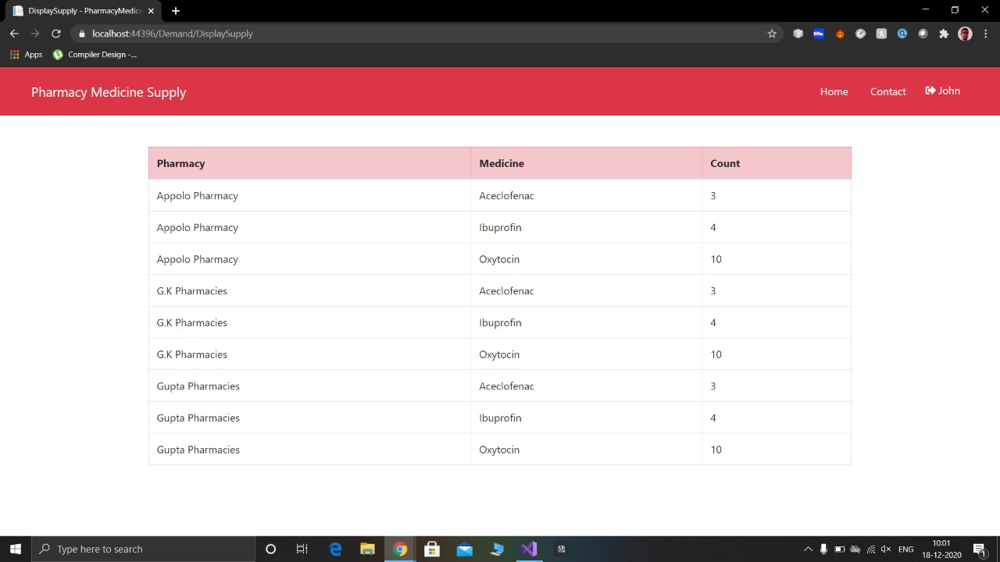 DisplaySupply - PharmacyMedici
localhost:44396/Demand/DisplaySupply
Apps Compiler Design -...
Pharmacy Medicine Supply Home Contact John
Pharmacy Medicine Count
Appolo Pharmacy Aceclofenac 3
Appolo Pharmacy Ibuprofin 4
Appolo Pharmacy Oxytocin 10
G.K Pharmacies Aceclofenac 3
G.K Pharmacies Ibuprofin 4
G.K Pharmacies Oxytocin 10
Gupta Pharmacies Aceclofenac 3
Gupta Pharmacies Ibuprofin 4
Gupta Pharmacies Oxytocin 10
Type here to search ENG 10:01
18-12-2020 1